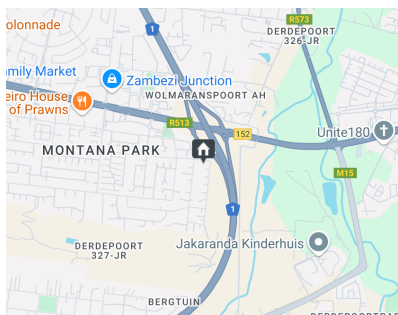 1
R573
olonnade
DERDEPOORT
326-JR
mily Market
Zambezi Junction
WOLMARANSPOORT AH
eiro House
of Prawns
R513
152
Unite180
MONTANA PARK
M15
1
DERDEPOORT
327-JR
Jakaranda Kinderhuis
BERGTUIN